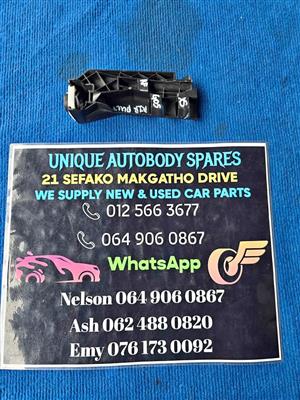 UNIQUE AUTOBODY SPARES
21 SEFAKO MAKGATHO DRIVE
WE SUPPLY NEW & USED CAR PARTS
012 566 3677
064 906 0867
WhatsApp
Nelson 064 906 0867
Ash 062 488 0820
Emy 076 173 0092